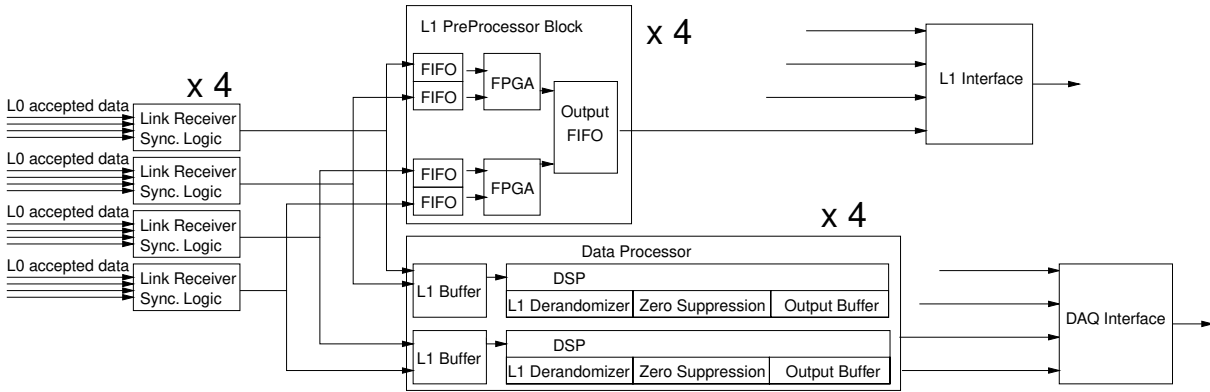 L1 PreProcessor Block
x 4
x 4
FIFO
FIFO
FPGA
Output
FIFO
FIFO
FIFO
FPGA
L1 Interface
L0 accepted data
Link Receiver
Sync. Logic
L0 accepted data
Link Receiver
Sync. Logic
L0 accepted data
Link Receiver
Sync. Logic
L0 accepted data
Link Receiver
Sync. Logic
x 4
Data Processor
L1 Buffer
DSP
L1 Derandomizer
Zero Suppression
Output Buffer
L1 Buffer
DSP
L1 Derandomizer
Zero Suppression
Output Buffer
DAQ Interface